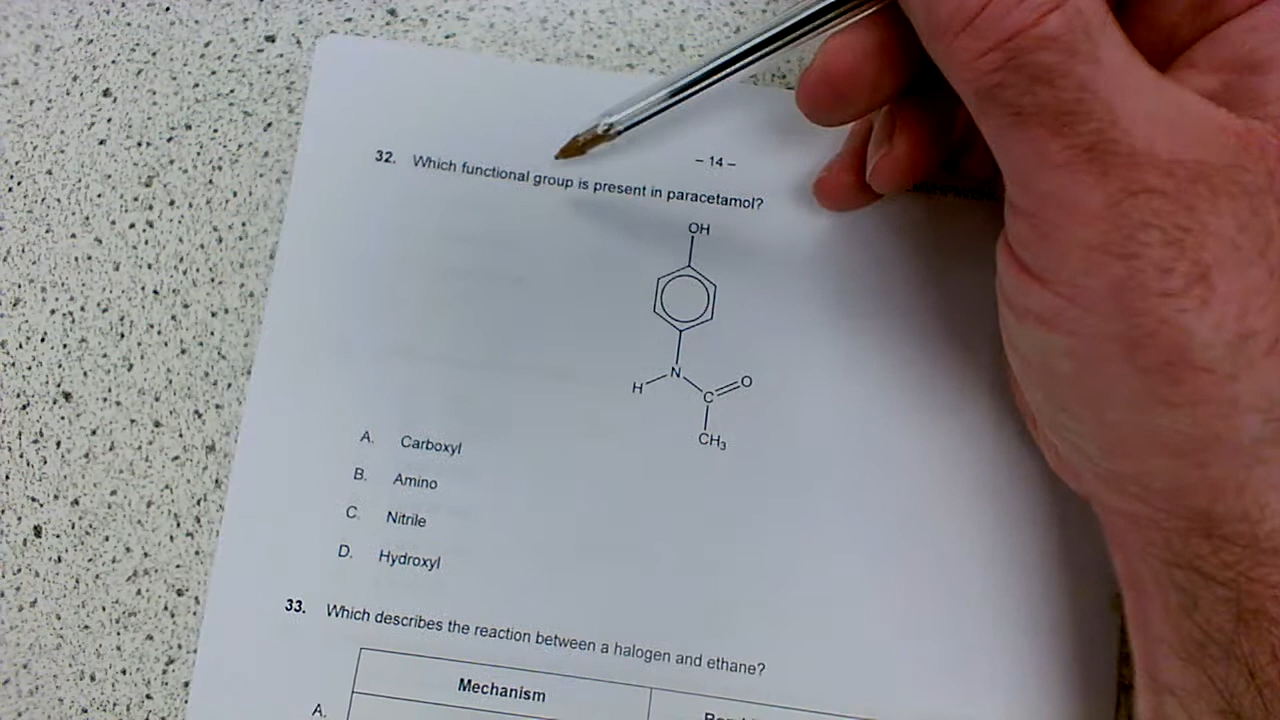 – 14 –
32. Which functional group is present in paracetamol?
OH
N
H
O
C
CH₃
A. Carboxyl
B. Amino
C. Nitrile
D. Hydroxyl
33. Which describes the reaction between a halogen and ethane?
Mechanism
A.